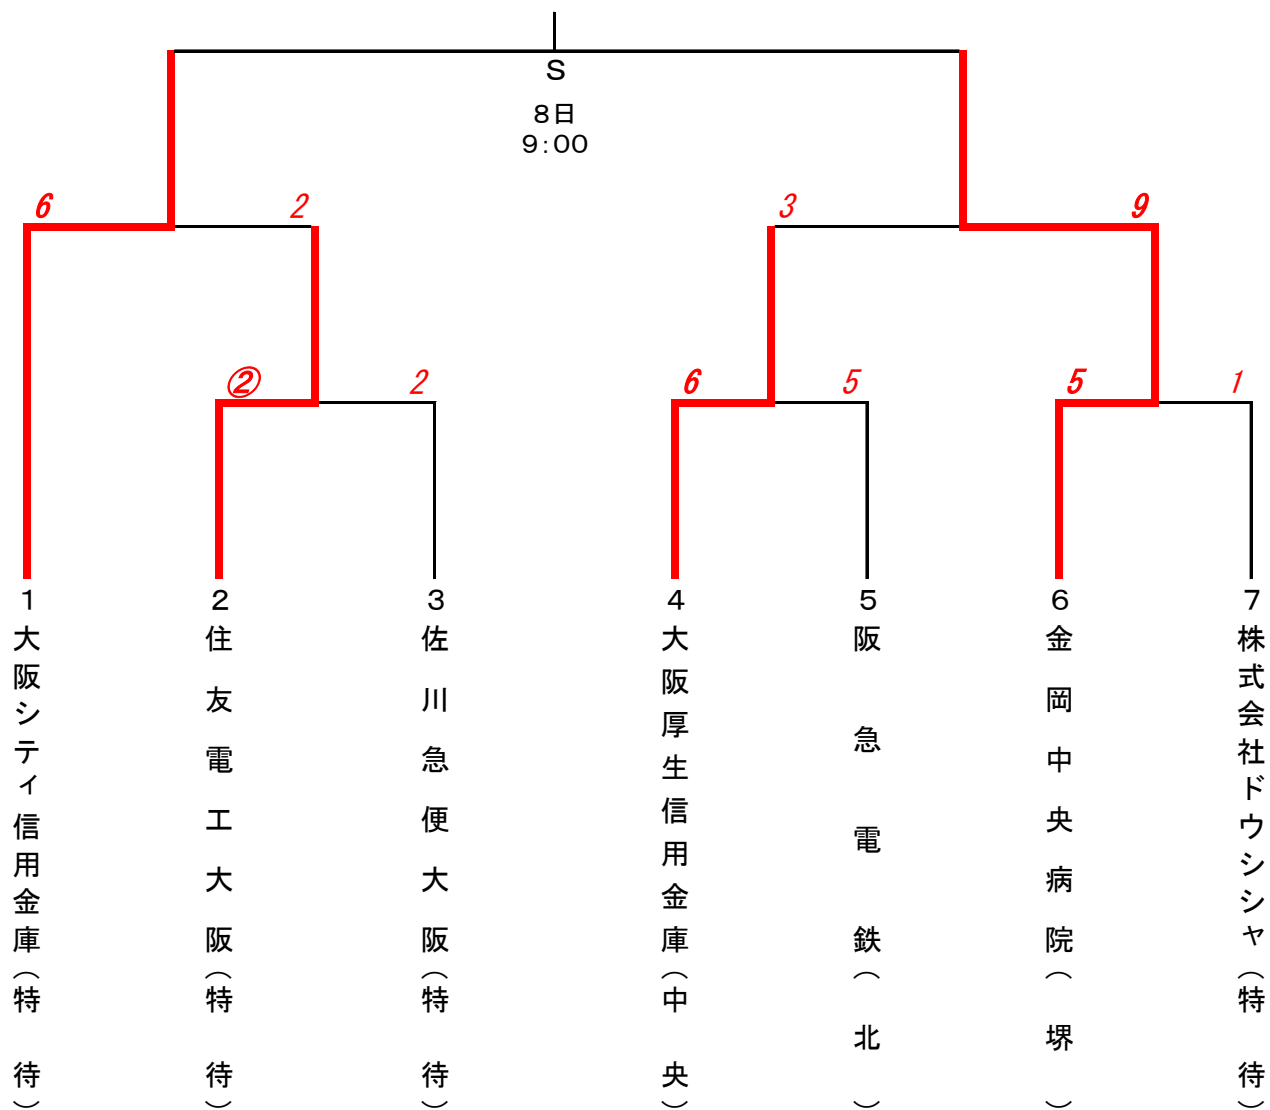 S
8日
9:00
6
2
3
9
②
2
6
5
5
1
1
2
3
4
5
6
7
大阪シティ信用金庫(特待)
住友電工大阪(特待)
佐川急便大阪(特待)
大阪厚生信用金庫(中央)
阪急電鉄(北)
金岡中央病院(堺)
株式会社ドウシシャ(特待)